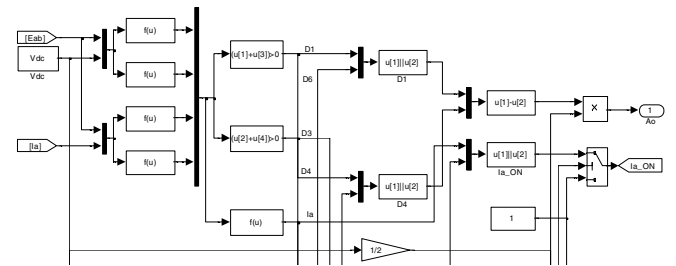 [Eab]
Vdc
Vdc
[Ia]
f(u)
f(u)
f(u)
f(u)
(u[1]+u[3])>0
(u[2]+u[4])>0
f(u)
D1
D6
D3
D4
Ia
u[1]||u[2]
D1
u[1]||u[2]
D4
u[1]-u[2]
u[1]||u[2]
Ia_ON
1
1/2
×
1
Ao
Ia_ON